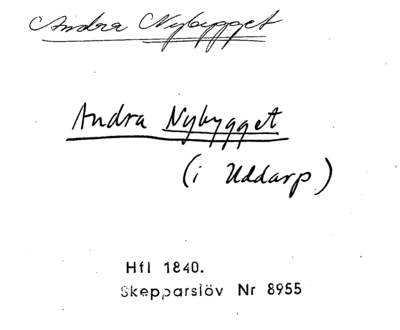 Andra Nybygget
Andra Nybygget
(i Uddarp)
Hfl 1840.
Skepparslöv Nr 8955